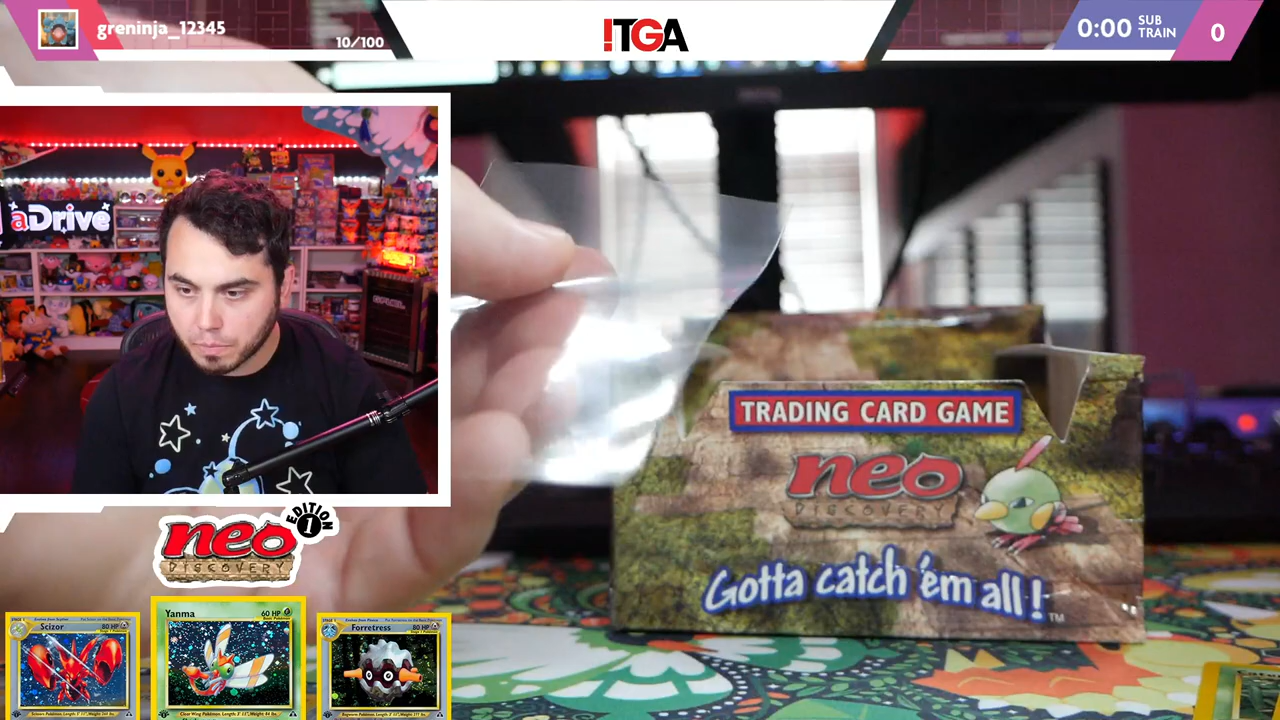 greninja_12345
10/100
!TGA
0:00 SUB TRAIN
0
aDrive
TRADING CARD GAME
neo
DISCOVERY
Gotta catch 'em all!™
neo
DISCOVERY
EDITION
1
Scizor 80 HP
Yanma 60 HP
Forretress 80 HP